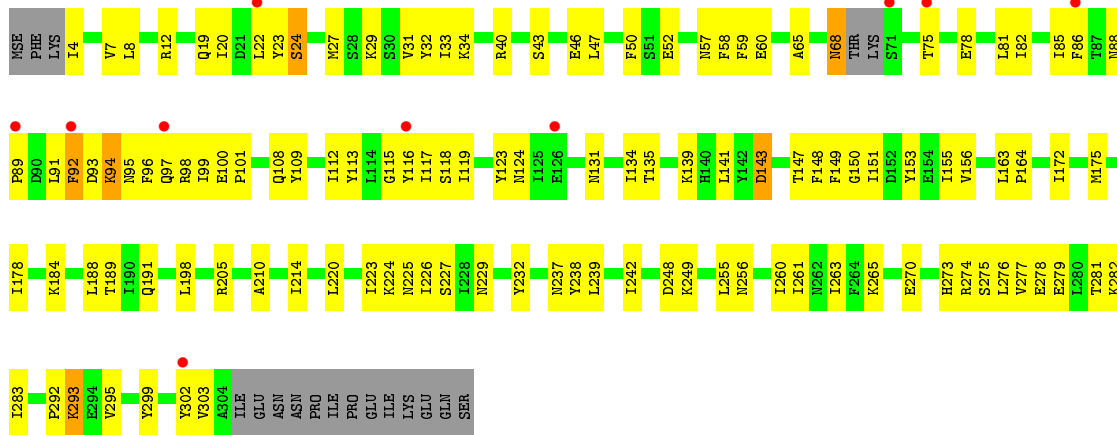 MSE PHE LYS I4 V7 L8 R12 Q19 I20 D21 L22 Y23 S24 M27 S28 K29 S30 V31 Y32 I33 K34 R40 S43 E46 L47 F50 S51 E52 N57 F58 F59 E60 A65 N68 THR LYS S71 T75 E78 L81 I82 I85 F86 T87 N88
P89 D90 L91 F92 D93 K94 N95 F96 Q97 R98 I99 E100 P101 Q108 Y109 I112 Y113 L114 G115 Y116 I117 S118 I119 Y123 N124 I125 E126 N131 I134 T135 K139 H140 L141 Y142 D143 T147 F148 F149 G150 I151 D152 Y153 E154 I155 V156 L163 P164 I172 M175
I178 K184 L188 T189 I190 Q191 L198 R205 A210 I214 L220 I223 K224 N225 I226 S227 I228 N229 Y232 N237 Y238 L239 I242 D248 K249 L255 N256 I260 I261 N262 I263 F264 K265 E270 H273 R274 S275 L276 V277 E278 E279 L280 T281 K282
I283 P292 K293 E294 V295 Y299 Y302 V303 A304 ILE GLU ASN ASN PRO ILE PRO GLU ILE LYS GLU GLN SER